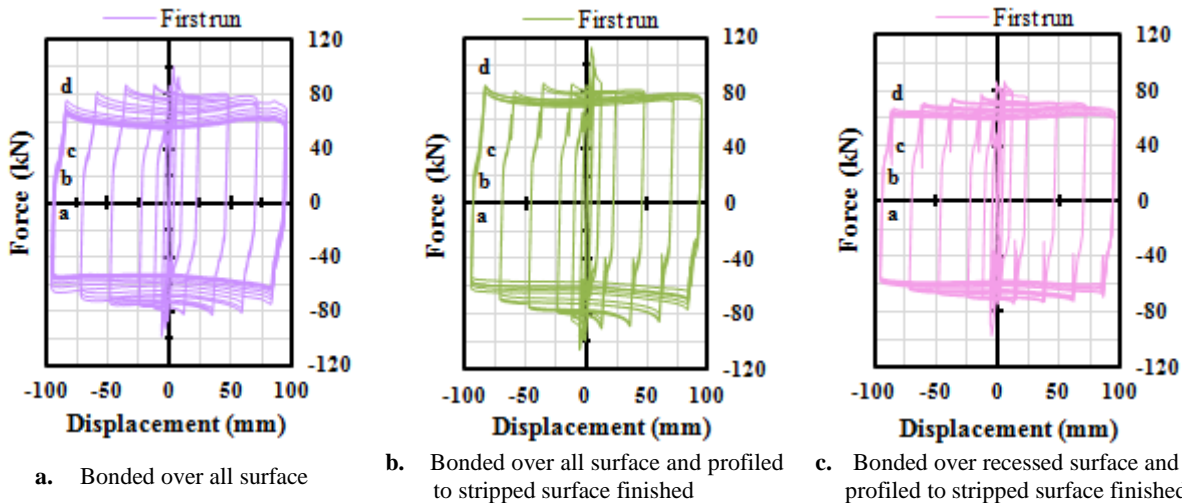 First run
120
80
40
0
-40
-80
-120
d
c
b
a
Force (kN)
-100 -50 0 50 100
Displacement (mm)
a. Bonded over all surface
First run
120
80
40
0
-40
-80
-120
d
c
b
a
Force (kN)
-100 -50 0 50 100
Displacement (mm)
b. Bonded over all surface and profiled
to stripped surface finished
First run
120
80
40
0
-40
-80
-120
d
c
b
a
Force (kN)
-100 -50 0 50 100
Displacement (mm)
c. Bonded over recessed surface and
profiled to stripped surface finished